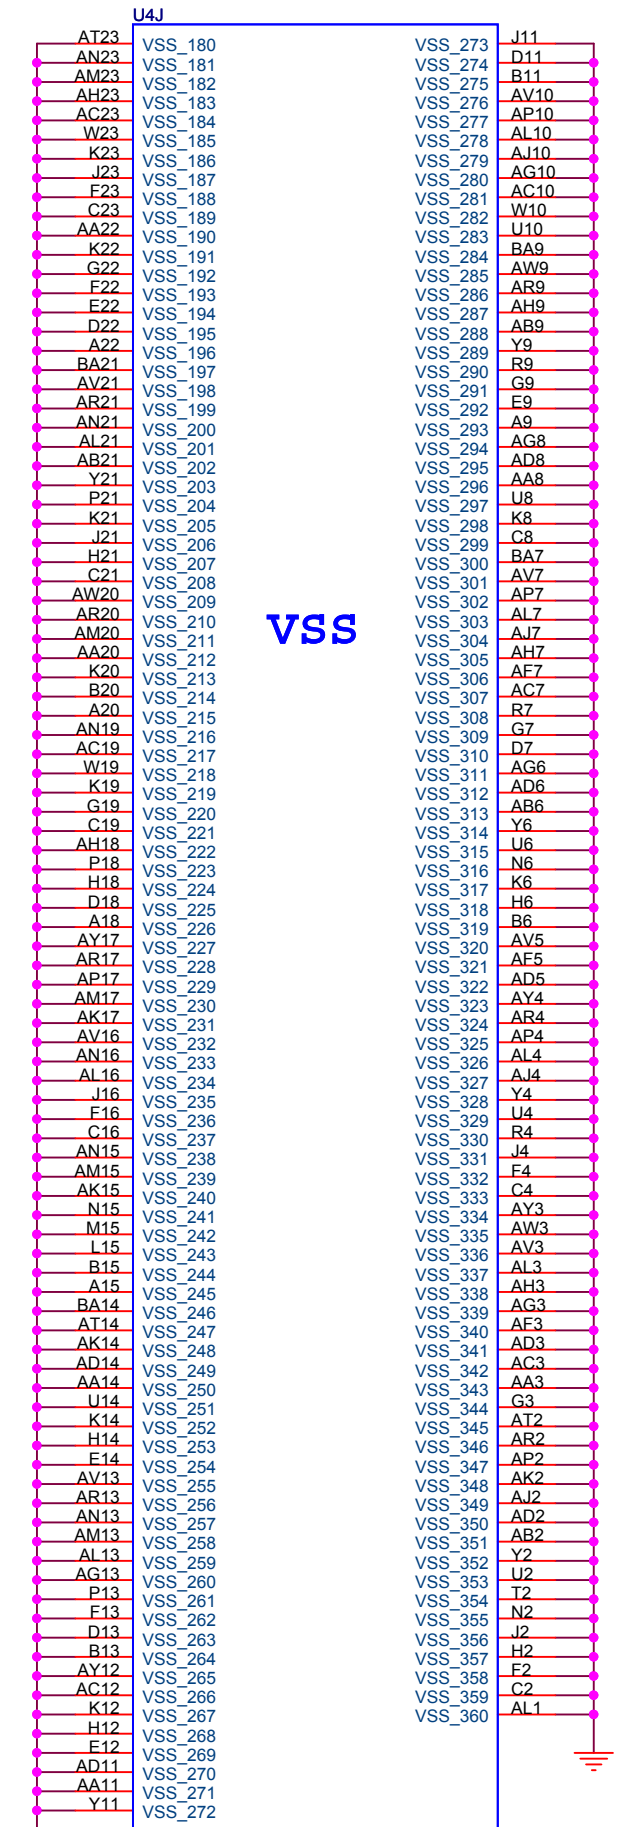 U4J
AT23 VSS_180
AN23 VSS_181
AM23 VSS_182
AH23 VSS_183
AC23 VSS_184
W23 VSS_185
K23 VSS_186
J23 VSS_187
F23 VSS_188
C23 VSS_189
AA22 VSS_190
K22 VSS_191
G22 VSS_192
F22 VSS_193
E22 VSS_194
D22 VSS_195
A22 VSS_196
BA21 VSS_197
AV21 VSS_198
AR21 VSS_199
AN21 VSS_200
AL21 VSS_201
AB21 VSS_202
Y21 VSS_203
P21 VSS_204
K21 VSS_205
J21 VSS_206
H21 VSS_207
C21 VSS_208
AW20 VSS_209
AR20 VSS_210
AM20 VSS_211
AA20 VSS_212
K20 VSS_213
B20 VSS_214
A20 VSS_215
AN19 VSS_216
AC19 VSS_217
W19 VSS_218
K19 VSS_219
G19 VSS_220
C19 VSS_221
AH18 VSS_222
P18 VSS_223
H18 VSS_224
D18 VSS_225
A18 VSS_226
AY17 VSS_227
AR17 VSS_228
AP17 VSS_229
AM17 VSS_230
AK17 VSS_231
AV16 VSS_232
AN16 VSS_233
AL16 VSS_234
J16 VSS_235
F16 VSS_236
C16 VSS_237
AN15 VSS_238
AM15 VSS_239
AK15 VSS_240
N15 VSS_241
M15 VSS_242
L15 VSS_243
B15 VSS_244
A15 VSS_245
BA14 VSS_246
AT14 VSS_247
AK14 VSS_248
AD14 VSS_249
AA14 VSS_250
U14 VSS_251
K14 VSS_252
H14 VSS_253
E14 VSS_254
AV13 VSS_255
AR13 VSS_256
AN13 VSS_257
AM13 VSS_258
AL13 VSS_259
AG13 VSS_260
P13 VSS_261
F13 VSS_262
D13 VSS_263
B13 VSS_264
AY12 VSS_265
AC12 VSS_266
K12 VSS_267
H12 VSS_268
E12 VSS_269
AD11 VSS_270
AA11 VSS_271
Y11 VSS_272
VSS
VSS_273 J11
VSS_274 D11
VSS_275 B11
VSS_276 AV10
VSS_277 AP10
VSS_278 AL10
VSS_279 AJ10
VSS_280 AG10
VSS_281 AC10
VSS_282 W10
VSS_283 U10
VSS_284 BA9
VSS_285 AW9
VSS_286 AR9
VSS_287 AH9
VSS_288 AB9
VSS_289 Y9
VSS_290 R9
VSS_291 G9
VSS_292 E9
VSS_293 A9
VSS_294 AG8
VSS_295 AD8
VSS_296 AA8
VSS_297 U8
VSS_298 K8
VSS_299 C8
VSS_300 BA7
VSS_301 AV7
VSS_302 AP7
VSS_303 AL7
VSS_304 AJ7
VSS_305 AH7
VSS_306 AF7
VSS_307 AC7
VSS_308 R7
VSS_309 G7
VSS_310 D7
VSS_311 AG6
VSS_312 AD6
VSS_313 AB6
VSS_314 Y6
VSS_315 U6
VSS_316 N6
VSS_317 K6
VSS_318 H6
VSS_319 B6
VSS_320 AV5
VSS_321 AF5
VSS_322 AD5
VSS_323 AY4
VSS_324 AR4
VSS_325 AP4
VSS_326 AL4
VSS_327 AJ4
VSS_328 Y4
VSS_329 U4
VSS_330 R4
VSS_331 J4
VSS_332 F4
VSS_333 C4
VSS_334 AY3
VSS_335 AW3
VSS_336 AV3
VSS_337 AL3
VSS_338 AH3
VSS_339 AG3
VSS_340 AF3
VSS_341 AD3
VSS_342 AC3
VSS_343 AA3
VSS_344 G3
VSS_345 AT2
VSS_346 AR2
VSS_347 AP2
VSS_348 AK2
VSS_349 AJ2
VSS_350 AD2
VSS_351 AB2
VSS_352 Y2
VSS_353 U2
VSS_354 T2
VSS_355 N2
VSS_356 J2
VSS_357 H2
VSS_358 F2
VSS_359 C2
VSS_360 AL1